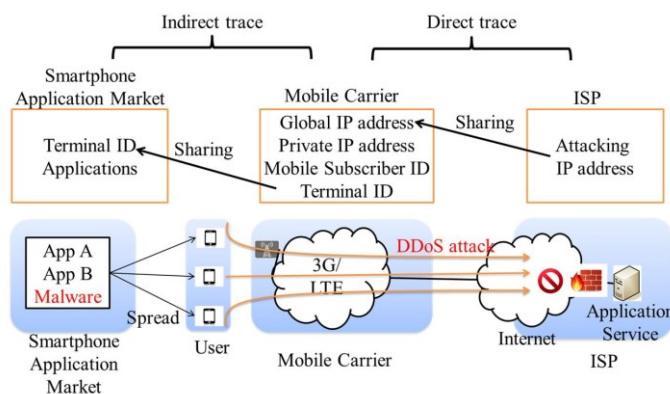 Indirect trace
Direct trace
Smartphone
Application Market
Mobile Carrier
ISP
Terminal ID
Applications
Sharing
Global IP address
Private IP address
Mobile Subscriber ID
Terminal ID
Sharing
Attacking
IP address
App A
App B
Malware
Spread
Smartphone
Application
Market
User
3G/
LTE
DDoS attack
Mobile Carrier
Internet
Application
Service
ISP